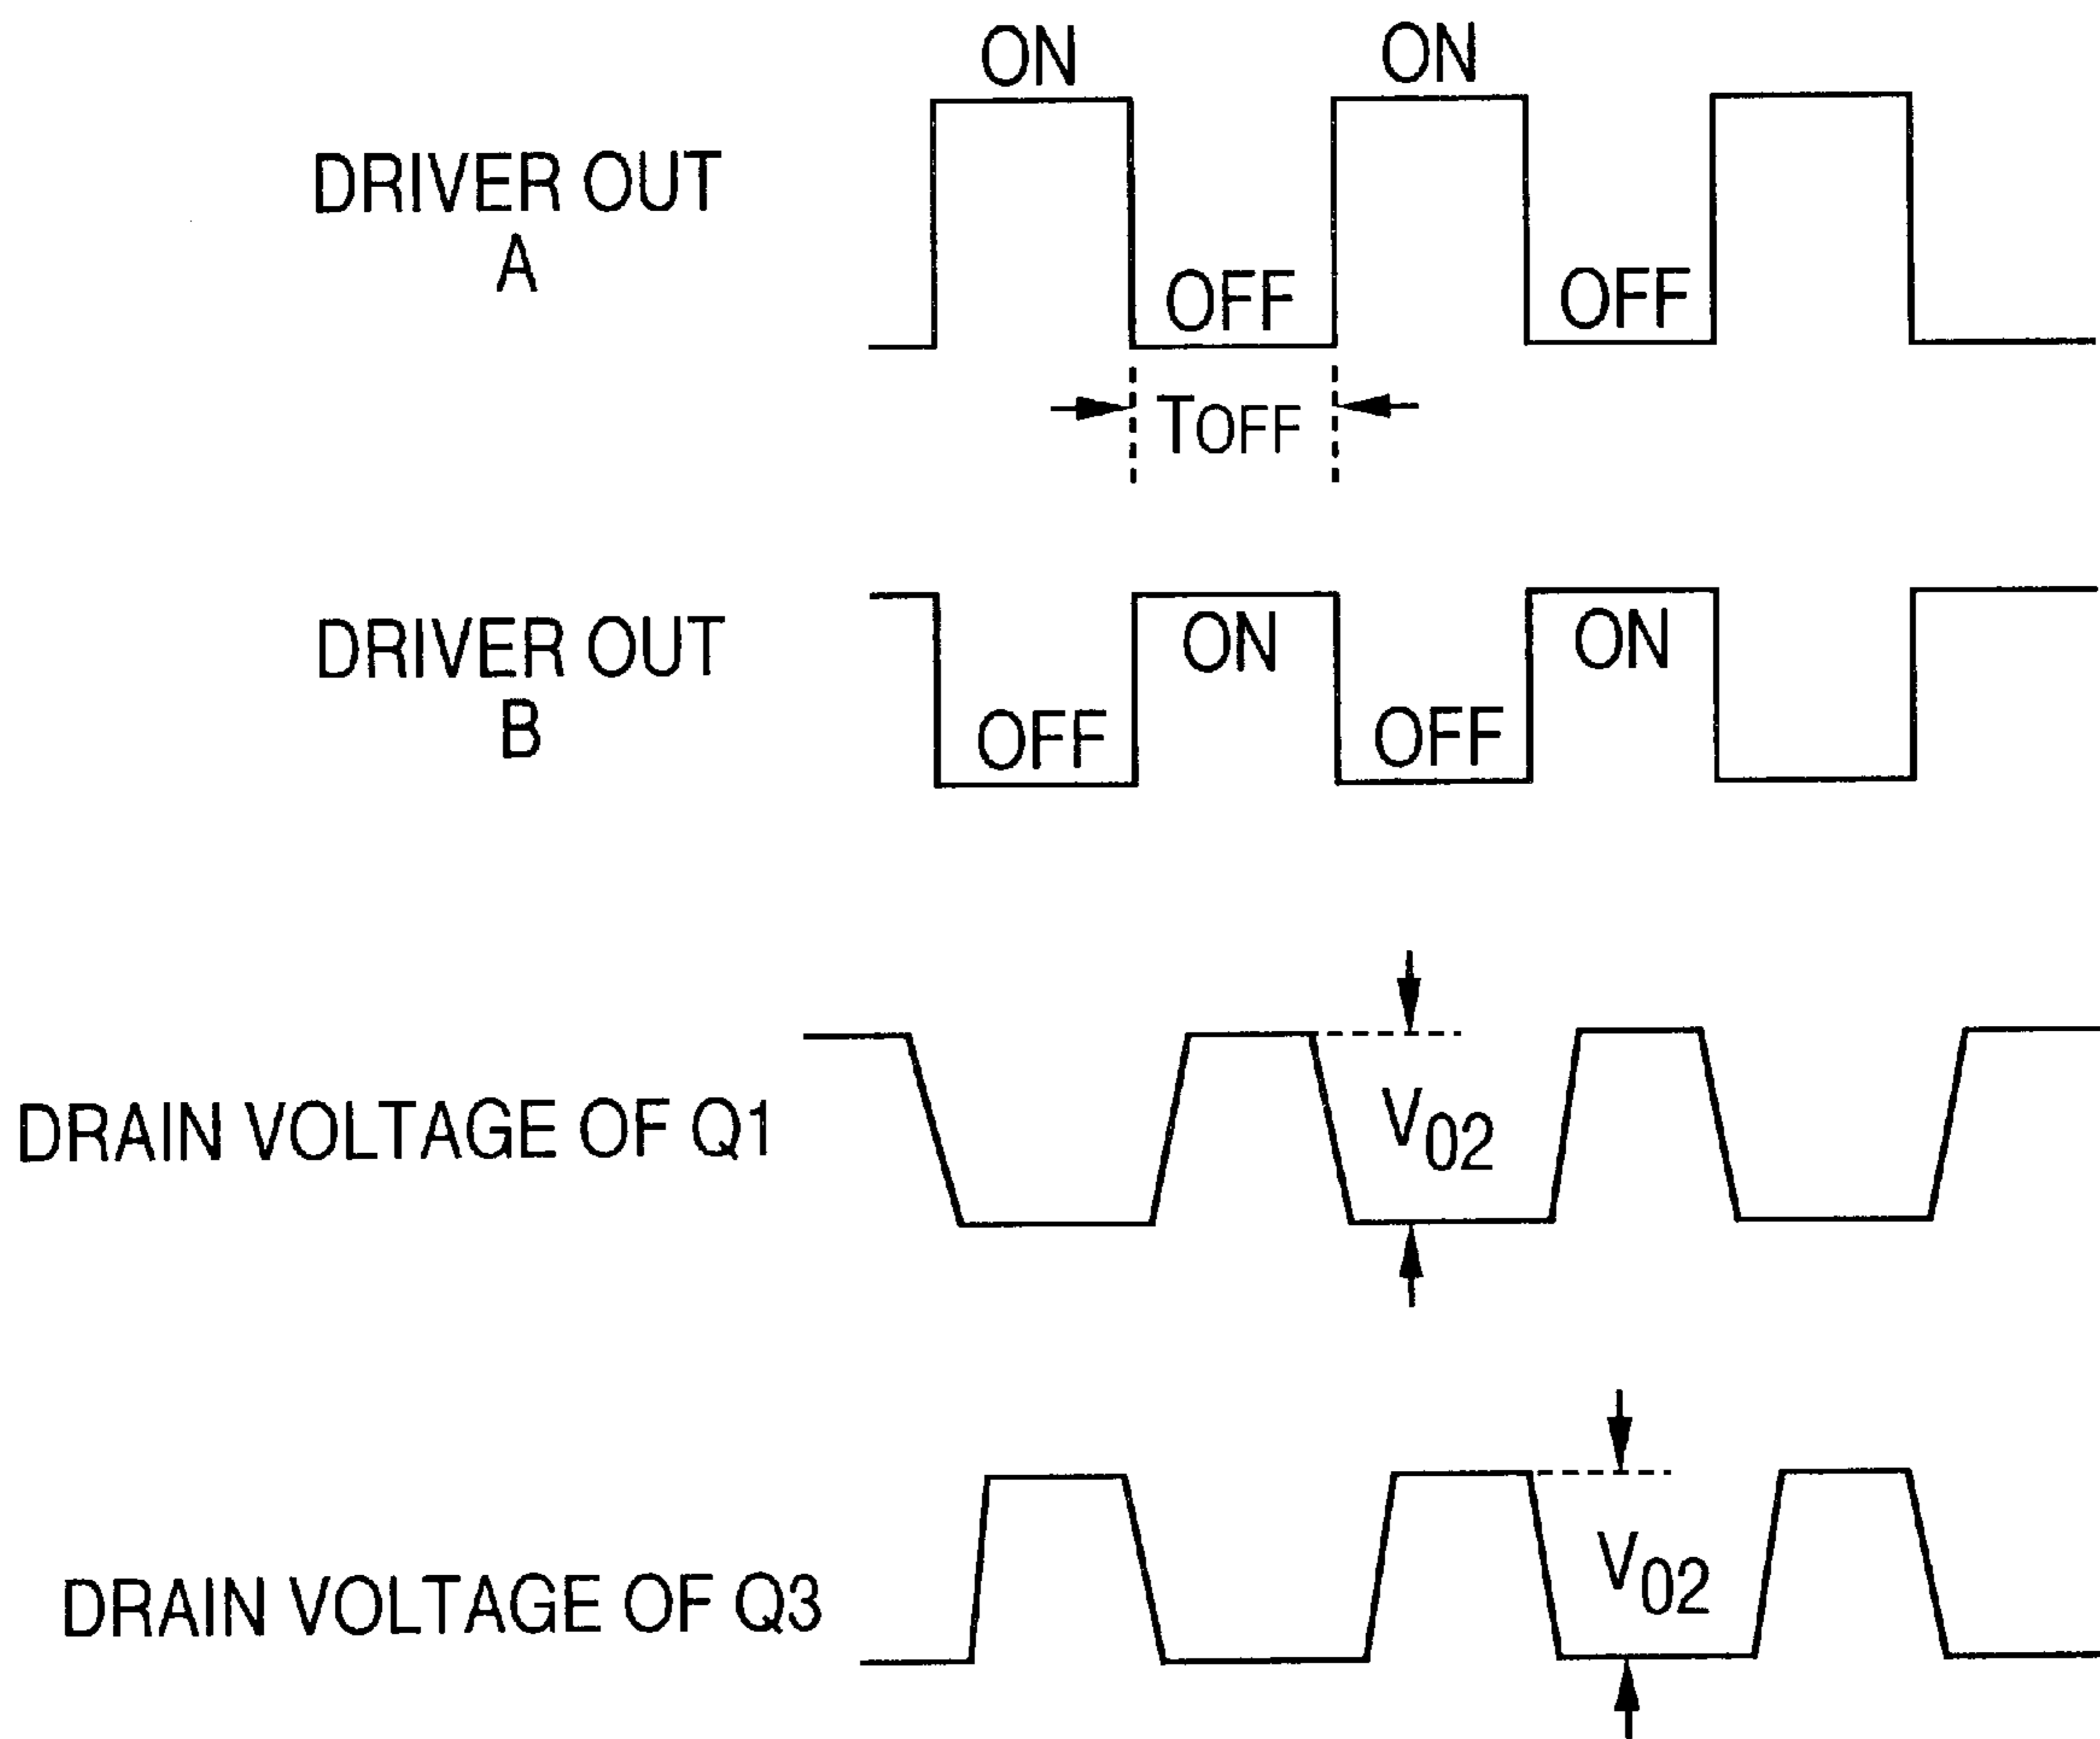 ON ON
DRIVER OUT
A
OFF OFF
TOFF
DRIVER OUT
B
ON ON
OFF OFF
DRAIN VOLTAGE OF Q1
V02
DRAIN VOLTAGE OF Q3
V02